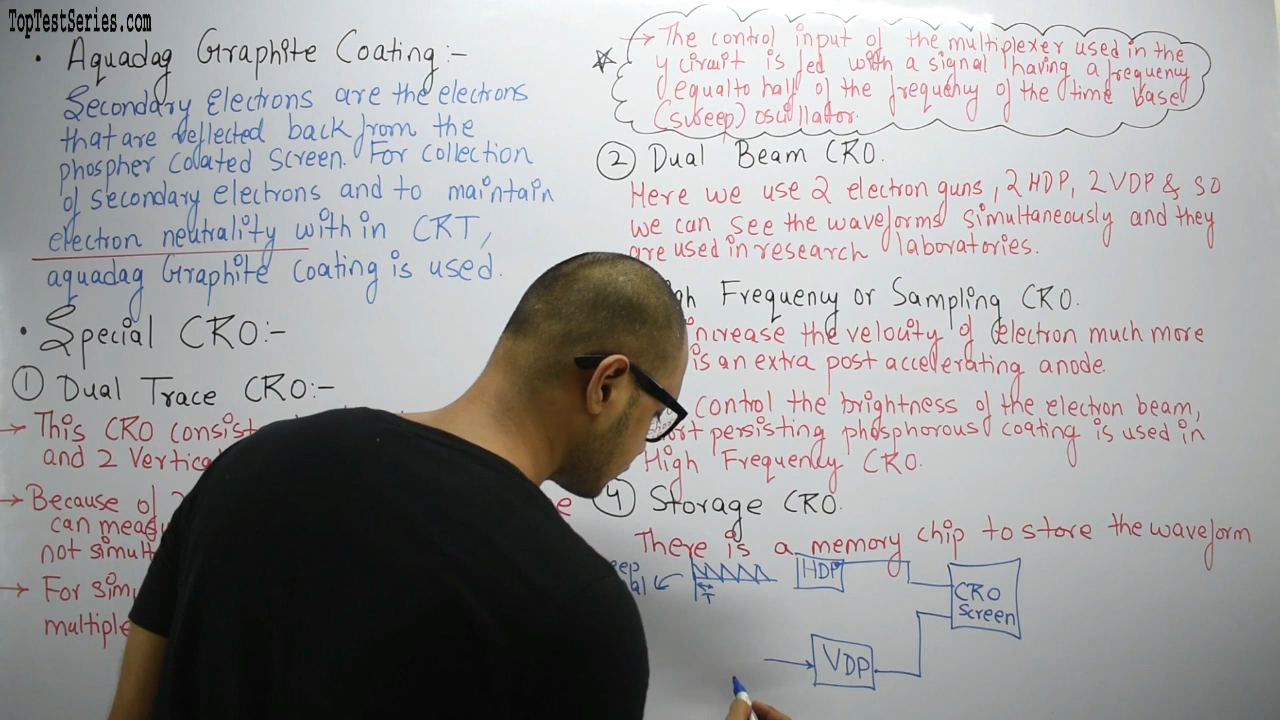 TopTestSeries.com
• Aquadag Graphite Coating:-
Secondary electrons are the electrons
that are deflected back from the
phospher coated screen. For collection
of secondary electrons and to maintain
electron neutrality with in CRT,
aquadag Graphite coating is used.
• Special CRO:-
① Dual Trace CRO:-
→ This CRO consist
and 2 Vertica
→ Because of
can meas
not simult
→ For simu
multiple
→ The control input of the multiplexer used in the
y circuit is fed with a signal having a frequency
equal to half of the frequency of the time base
(sweep) oscillator.
② Dual Beam CRO.
Here we use 2 electron guns, 2 HDP, 2 VDP & so
we can see the waveforms simultaneously and they
are used in research laboratories.
Frequency or Sampling CRO.
increase the velocity of electron much more
is an extra post accelerating anode
control the brightness of the electron beam,
persisting phosphorous coating is used in
High Frequency CRO.
④ Storage CRO.
There is a memory chip to store the waveform
T
HDP
CRO
Screen
VDP